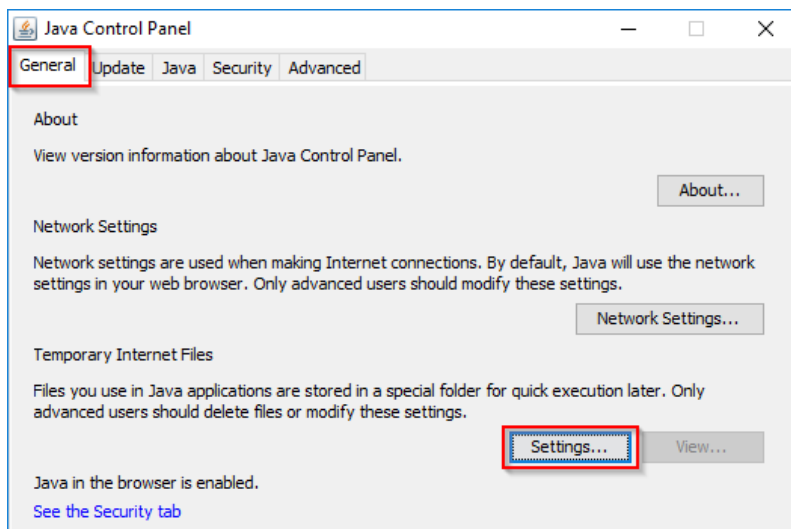 Java Control Panel
General Update Java Security Advanced
About
View version information about Java Control Panel.
About...
Network Settings
Network settings are used when making Internet connections. By default, Java will use the network
settings in your web browser. Only advanced users should modify these settings.
Network Settings...
Temporary Internet Files
Files you use in Java applications are stored in a special folder for quick execution later. Only
advanced users should delete files or modify these settings.
Settings... View...
Java in the browser is enabled.
See the Security tab